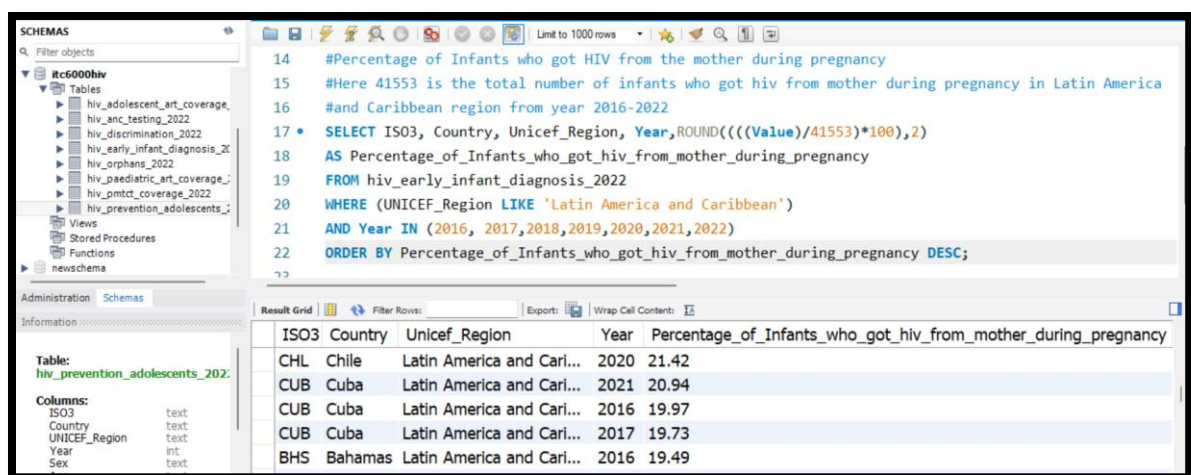 SCHEMAS
Filter objects
itc6000hiv
Tables
hiv_adolescent_art_coverage_
hiv_anc_testing_2022
hiv_discrimination_2022
hiv_early_infant_diagnosis_20
hiv_orphans_2022
hiv_paediatric_art_coverage_2
hiv_pmtct_coverage_2022
hiv_prevention_adolescents_2
Views
Stored Procedures
Functions
newschema
Administration Schemas
Information
Table:
hiv_prevention_adolescents_202
Columns:
ISO3 text
Country text
UNICEF_Region text
Year int
Sex text
Limit to 1000 rows
14 #Percentage of Infants who got HIV from the mother during pregnancy
15 #Here 41553 is the total number of infants who got hiv from mother during pregnancy in Latin America
16 #and Caribbean region from year 2016-2022
17 SELECT ISO3, Country, Unicef_Region, Year,ROUND((((Value)/41553)*100),2)
18 AS Percentage_of_Infants_who_got_hiv_from_mother_during_pregnancy
19 FROM hiv_early_infant_diagnosis_2022
20 WHERE (UNICEF_Region LIKE 'Latin America and Caribbean')
21 AND Year IN (2016, 2017,2018,2019,2020,2021,2022)
22 ORDER BY Percentage_of_Infants_who_got_hiv_from_mother_during_pregnancy DESC;
23
Result Grid Filter Rows: Export: Wrap Cell Content:
ISO3 Country Unicef_Region Year Percentage_of_Infants_who_got_hiv_from_mother_during_pregnancy
CHL Chile Latin America and Cari... 2020 21.42
CUB Cuba Latin America and Cari... 2021 20.94
CUB Cuba Latin America and Cari... 2016 19.97
CUB Cuba Latin America and Cari... 2017 19.73
BHS Bahamas Latin America and Cari... 2016 19.49